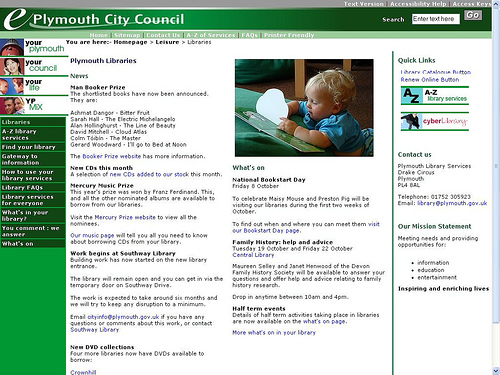 Text Version | Accessibility Help | Access Keys
e Plymouth City Council
Search Enter text here Go
Home | Sitemap | Contact Us | A-Z of Services | FAQs | Printer Friendly
You are here:- Homepage > Leisure > Libraries
your plymouth
your council
your life
YP MiX
Libraries
A-Z library services
Find your library
Gateway to information
How to use your library services
Library FAQs
Library services for everyone
What's in your library?
You comment : we answer
What's on
Plymouth Libraries
News
Man Booker Prize
The shortlisted books have now been announced.
They are:
Achmat Dangor - Bitter Fruit
Sarah Hall - The Electric Michelangelo
Alan Hollinghurst - The Line of Beauty
David Mitchell - Cloud Atlas
Colm Tóibín - The Master
Gerard Woodward - I'll go to Bed at Noon
The Booker Prize website has more information.
New CDs this month
A selection of new CDs added to our stock this month.
Mercury Music Prize
This year's prize was won by Franz Ferdinand. This,
and all the other nominated albums are available to
borrow from our libraries.
Visit the Mercury Prize website to view all the
nominees.
Our music page will tell you all you need to know
about borrowing CDs from your library.
Work begins at Southway Library
Building work has now started on the new library
entrance.
The library will remain open and you can get in via the
temporary door on Southway Drive.
The work is expected to take around six months and
we will try to keep any disruption to a minimum.
Email cityinfo@plymouth.gov.uk if you have any
questions or comments about this work, or contact
Southway Library
New DVD collections
Four more libraries now have DVDs available to
borrow:
Crownhill
What's on
National Bookstart Day
Friday 8 October
To celebrate Maisy Mouse and Preston Pig will be
visiting our libraries during the first two weeks of
October.
To find out when and where you can meet them visit
our Bookstart Day page.
Family History: help and advice
Tuesday 19 October and Friday 22 October
Central Library
Maureen Selley and Janet Henwood of the Devon
Family History Society will be available to answer your
questions and offer help and advice relating to family
history research.
Drop in anytime between 10am and 4pm.
Half term events
Details of half term activities taking place in libraries
are now available on the what's on page.
More what's on in your library
Quick Links
Library Catalogue Button
Renew Online Button
A-Z A-Z library services
cyberLibrary
Contact us
Plymouth Library Services
Drake Circus
Plymouth
PL4 8AL
Telephone: 01752 305923
Email: library@plymouth.gov.uk
Our Mission Statement
Meeting needs and providing
opportunities for:
• information
• education
• entertainment
Inspiring and enriching lives